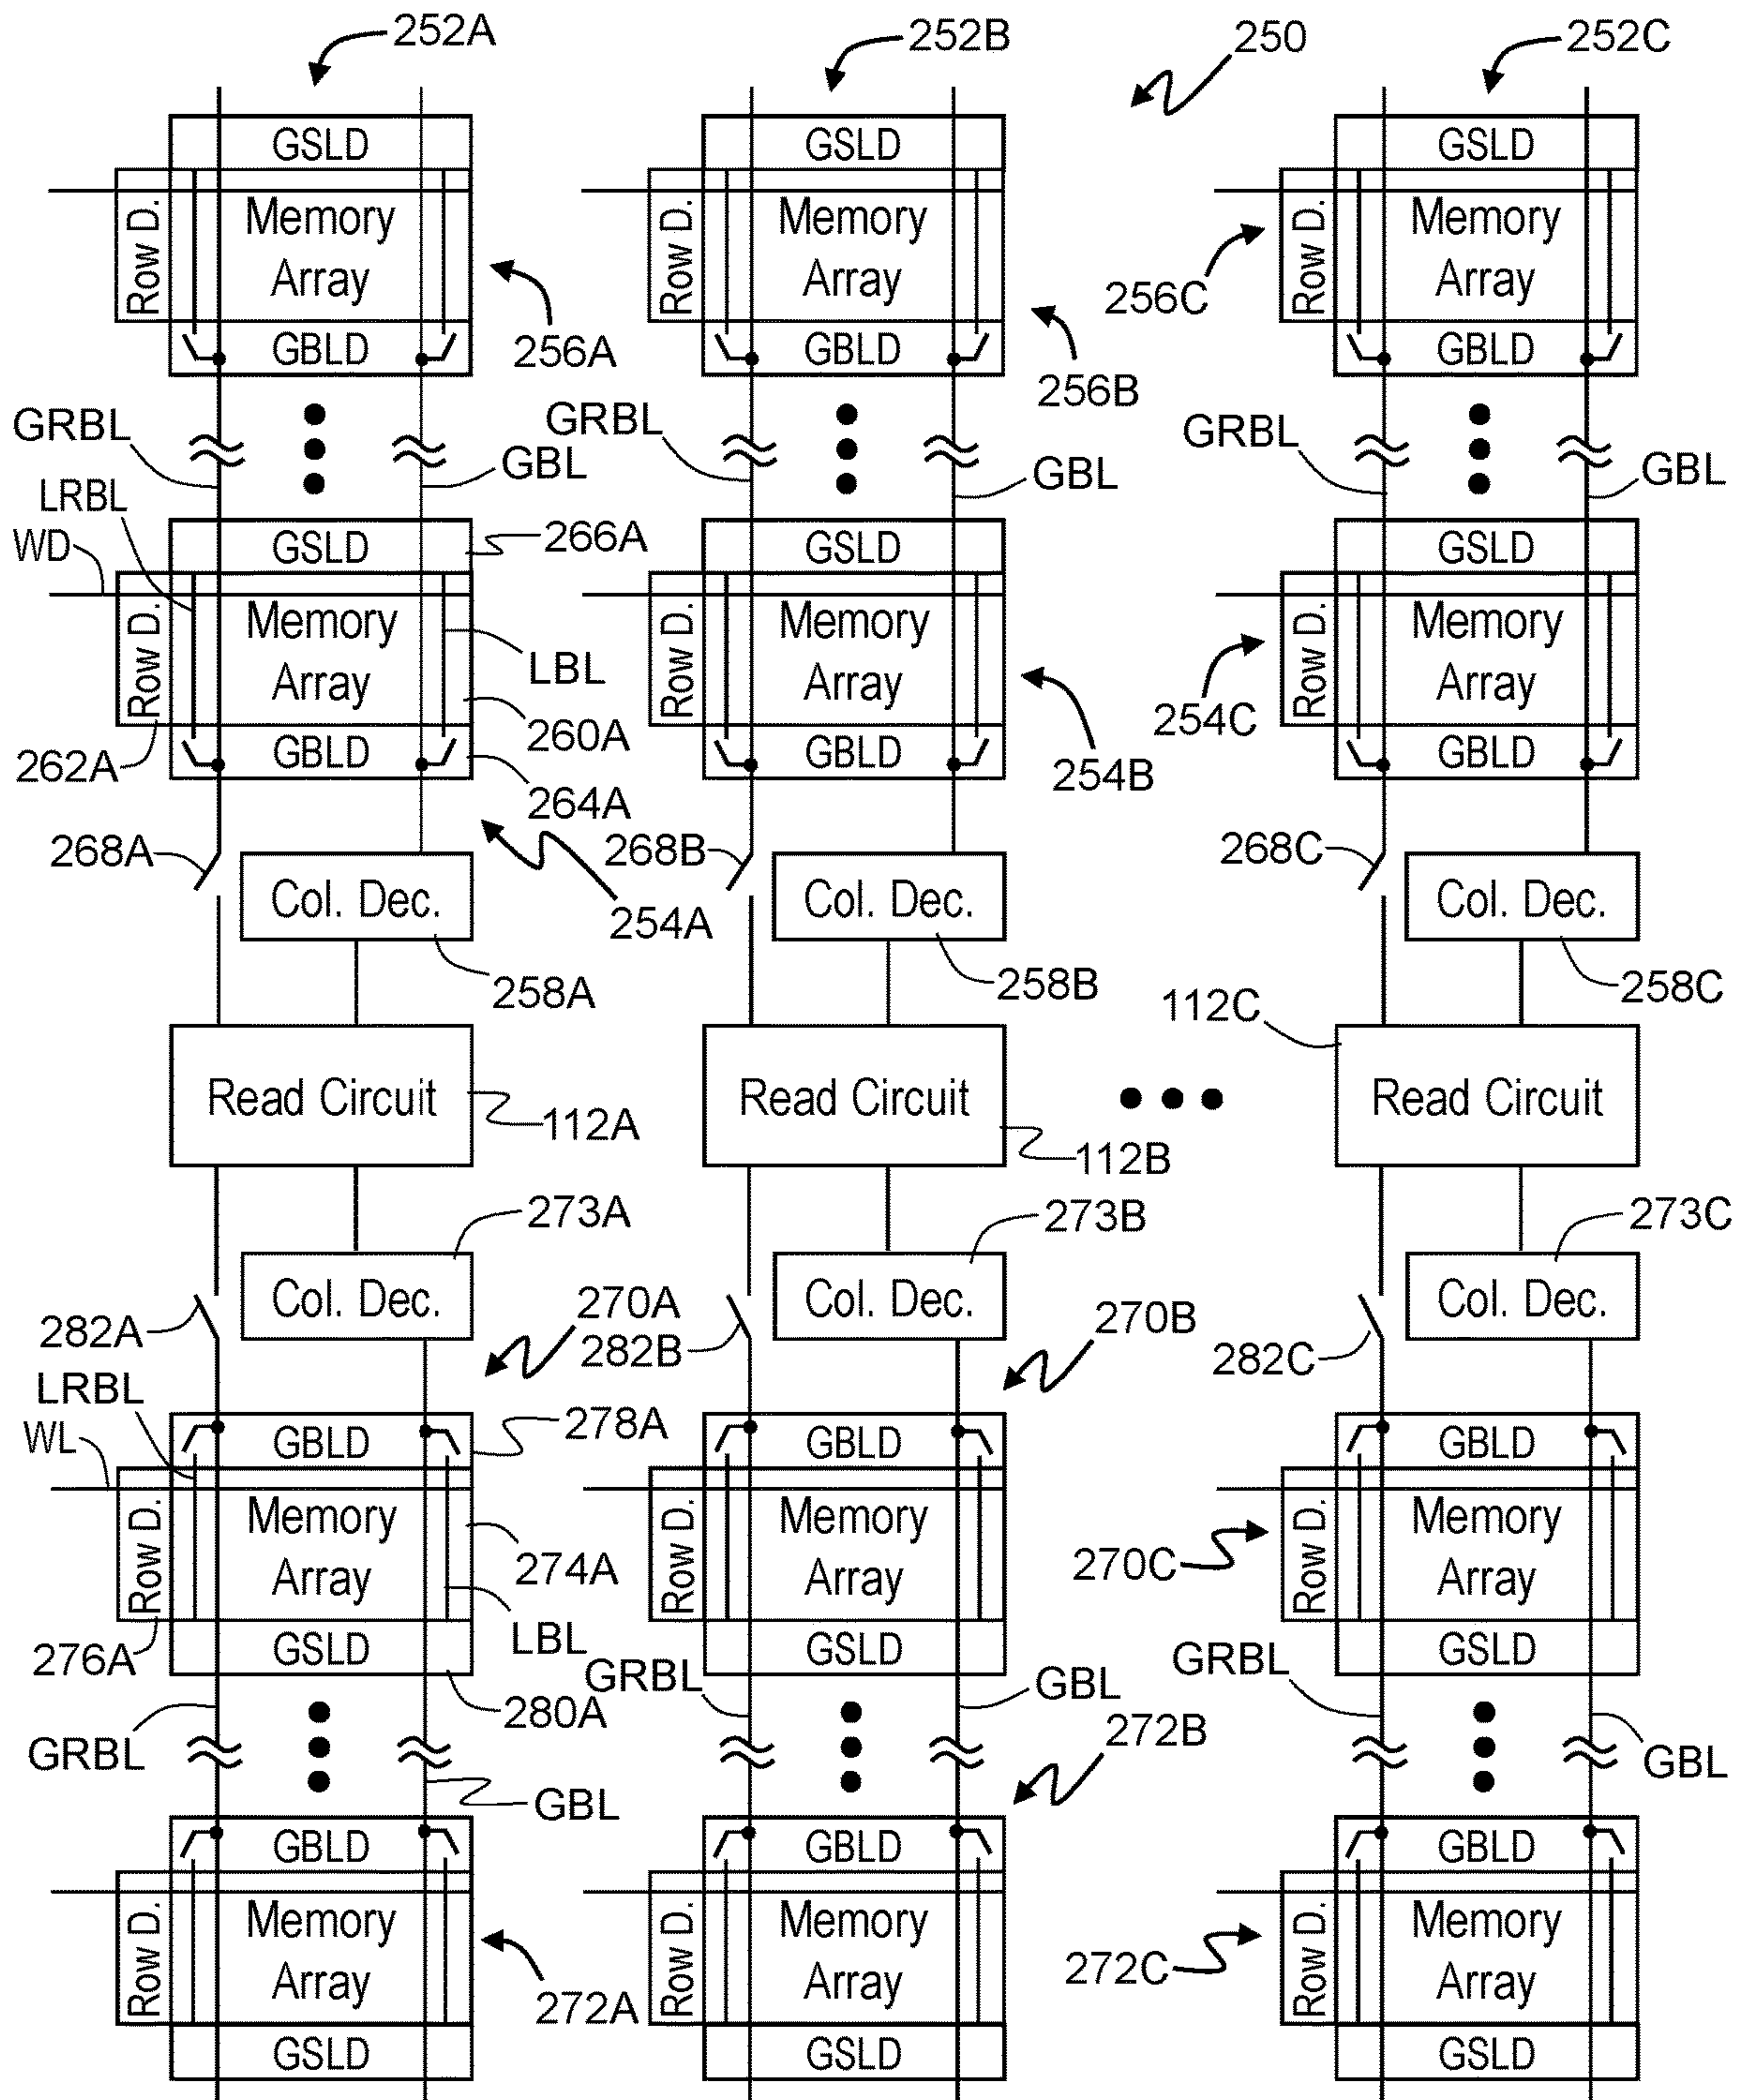 252A 252B 250 252C
GSLD GSLD GSLD
Row D. Memory Array Row D. Memory Array Row D. Memory Array
256C
GBLD 256A GBLD 256B GBLD
GRBL GRBL GRBL
GBL GBL GBL
LRBL
WD GSLD 266A GSLD GSLD
Row D. Memory Array Row D. Memory Array Row D. Memory Array
LBL
260A 254C
262A GBLD GBLD 254B GBLD
264A
268A 268B 268C
Col. Dec. 254A Col. Dec. Col. Dec.
258A 258B 258C
112C
Read Circuit 112A Read Circuit Read Circuit
112B
273A 273B 273C
Col. Dec. 270A Col. Dec. 270B Col. Dec.
282A 282B 282C
LRBL
WL GBLD 278A GBLD GBLD
Row D. Memory Array Row D. Memory Array Row D. Memory Array
274A 270C
LBL
276A GSLD GSLD GSLD
280A GRBL GBL GRBL
272B
GRBL GBL
GBL
GBLD GBLD GBLD
Row D. Memory Array Row D. Memory Array Row D. Memory Array
272A 272C
GSLD GSLD GSLD